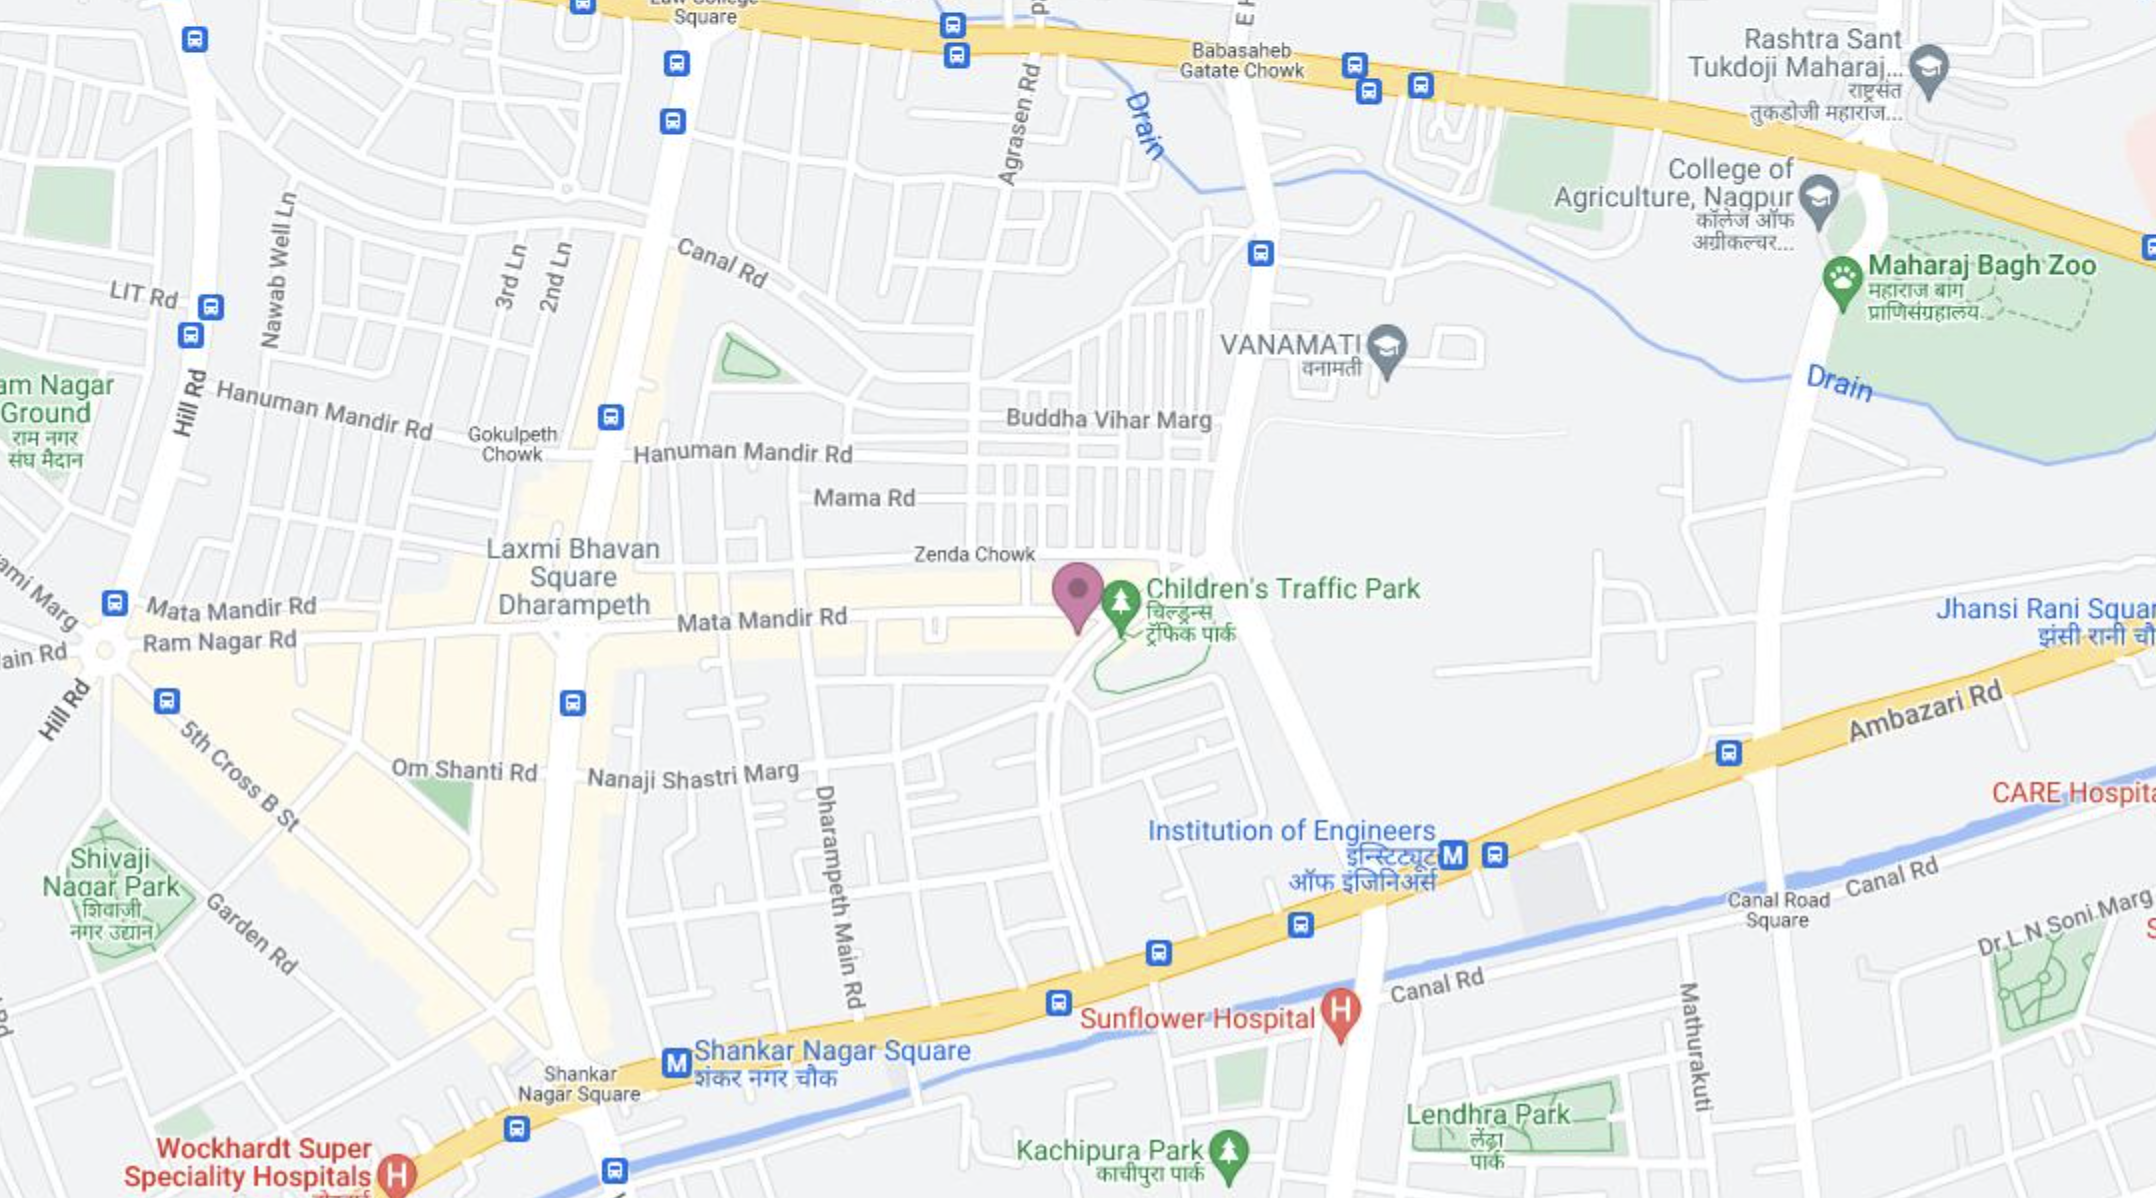 Square
Babasaheb
Gatate Chowk
Rashtra Sant
Tukdoji Maharaj...
राष्ट्रसंत
तुकडोजी महाराज...
Agrasen Rd
Drain
College of
Agriculture, Nagpur
कॉलेज ऑफ
अग्रीकल्चर...
Maharaj Bagh Zoo
महाराज बाग
प्राणिसंग्रहालय
Canal Rd
3rd Ln
2nd Ln
Nawab Well Ln
LIT Rd
VANAMATI
वनामती
Drain
am Nagar
Ground
राम नगर
संघ मैदान
Hill Rd
Hanuman Mandir Rd
Gokulpeth
Chowk
Hanuman Mandir Rd
Buddha Vihar Marg
Mama Rd
Laxmi Bhavan
Square
Dharampeth
Zenda Chowk
Children's Traffic Park
चिल्ड्रन्स
ट्रॅफिक पार्क
ami Marg
Mata Mandir Rd
Mata Mandir Rd
Ram Nagar Rd
ain Rd
Jhansi Rani Squar
झंसी रानी चौ
Hill Rd
Ambazari Rd
5th Cross B St
Om Shanti Rd
Nanaji Shastri Marg
Dharampeth Main Rd
CARE Hospita
Institution of Engineers
इन्स्टिट्यूट
ऑफ इंजिनिअर्स
Shivaji
Nagar Park
शिवाजी
नगर उद्यान
Garden Rd
Canal Rd
Canal Road
Square
Dr.L.N.Soni.Marg
Canal Rd
Sunflower Hospital
Mathurakuti
Shankar Nagar Square
शंकर नगर चौक
Shankar
Nagar Square
Wockhardt Super
Speciality Hospitals
Kachipura Park
काचीपुरा पार्क
Lendhra Park
लेंढ्रा
पार्क